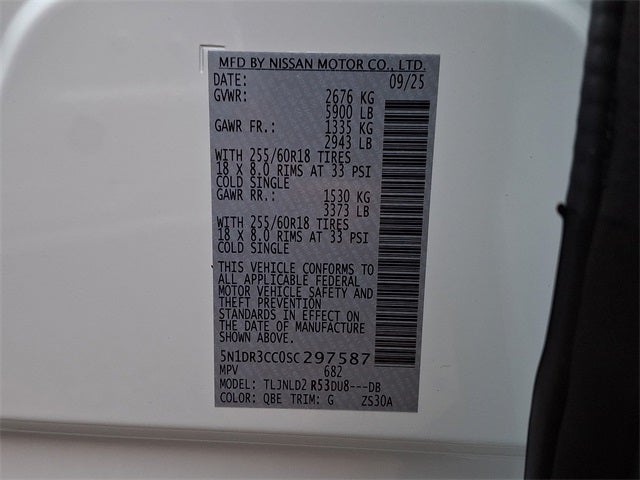 MFD BY NISSAN MOTOR CO., LTD.
DATE: 09/25
GVWR: 2676 KG
5900 LB
GAWR FR.: 1335 KG
2943 LB
WITH 255/60R18 TIRES
18 X 8.0 RIMS AT 33 PSI
COLD SINGLE
GAWR RR.: 1530 KG
3373 LB
WITH 255/60R18 TIRES
18 X 8.0 RIMS AT 33 PSI
COLD SINGLE
THIS VEHICLE CONFORMS TO
ALL APPLICABLE FEDERAL
MOTOR VEHICLE SAFETY AND
THEFT PREVENTION
STANDARDS IN EFFECT ON
THE DATE OF MANUFACTURE
SHOWN ABOVE.
5N1DR3CC0SC297587
MPV 682
MODEL: TLJNLD2 R53DU8---DB
COLOR: QBE TRIM: G ZS30A